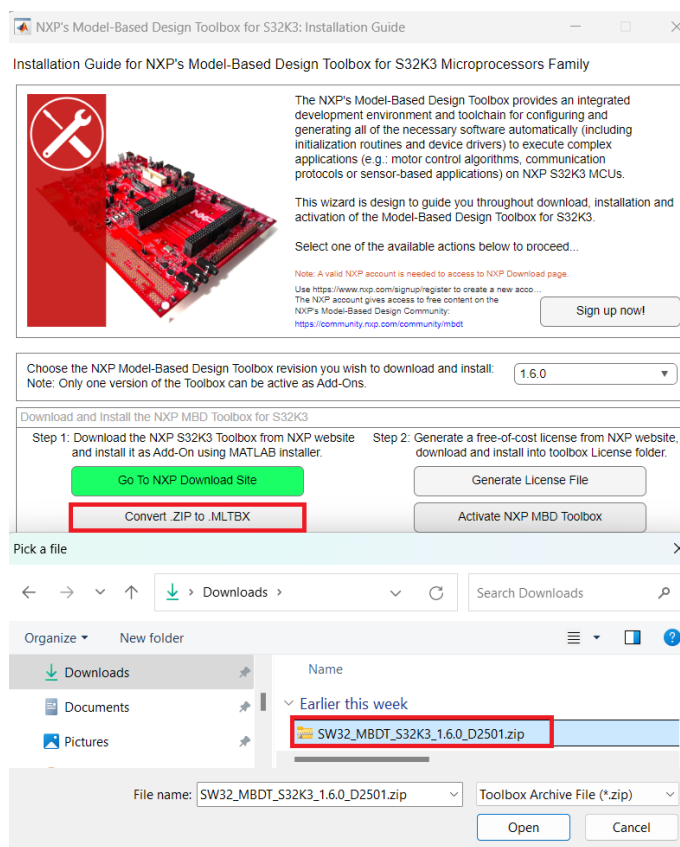 NXP's Model-Based Design Toolbox for S32K3: Installation Guide
Installation Guide for NXP's Model-Based Design Toolbox for S32K3 Microprocessors Family
The NXP's Model-Based Design Toolbox provides an integrated
development environment and toolchain for configuring and
generating all of the necessary software automatically (including
initialization routines and device drivers) to execute complex
applications (e.g.: motor control algorithms, communication
protocols or sensor-based applications) on NXP S32K3 MCUs.
This wizard is design to guide you throughout download, installation and
activation of the Model-Based Design Toolbox for S32K3.
Select one of the available actions below to proceed...
Note: A valid NXP account is needed to access to NXP Download page.
Use https://www.nxp.com/signup/register to create a new acco...
The NXP account gives access to free content on the
NXP's Model-Based Design Community:
https://community.nxp.com/community/mbdt
Sign up now!
Choose the NXP Model-Based Design Toolbox revision you wish to download and install:
Note: Only one version of the Toolbox can be active as Add-Ons.
1.6.0
Download and Install the NXP MBD Toolbox for S32K3
Step 1: Download the NXP S32K3 Toolbox from NXP website
and install it as Add-On using MATLAB installer.
Step 2: Generate a free-of-cost license from NXP website,
download and install into toolbox License folder.
Go To NXP Download Site
Generate License File
Convert .ZIP to .MLTBX
Activate NXP MBD Toolbox
Pick a file
Downloads
Search Downloads
Organize
New folder
Downloads
Documents
Pictures
Name
Earlier this week
SW32_MBDT_S32K3_1.6.0_D2501.zip
File name:
SW32_MBDT_S32K3_1.6.0_D2501.zip
Toolbox Archive File (*.zip)
Open
Cancel